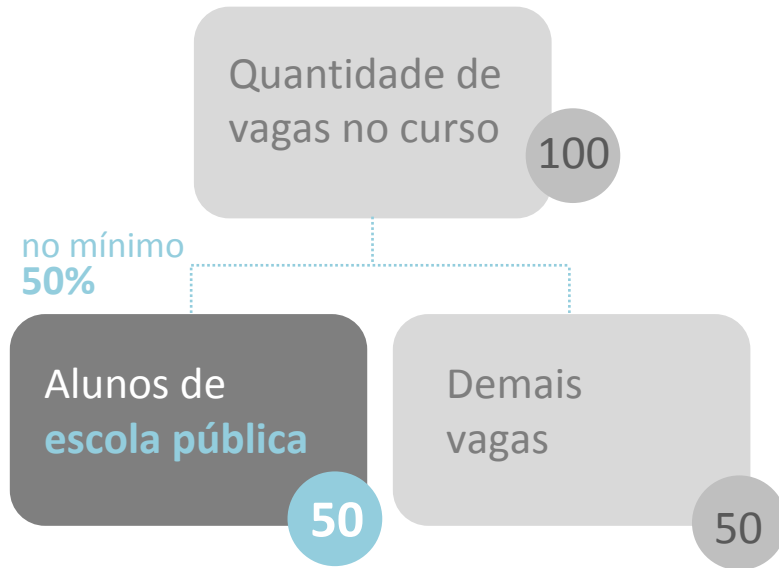 Quantidade de
vagas no curso
100
no mínimo
50%
Alunos de
escola pública
50
Demais
vagas
50